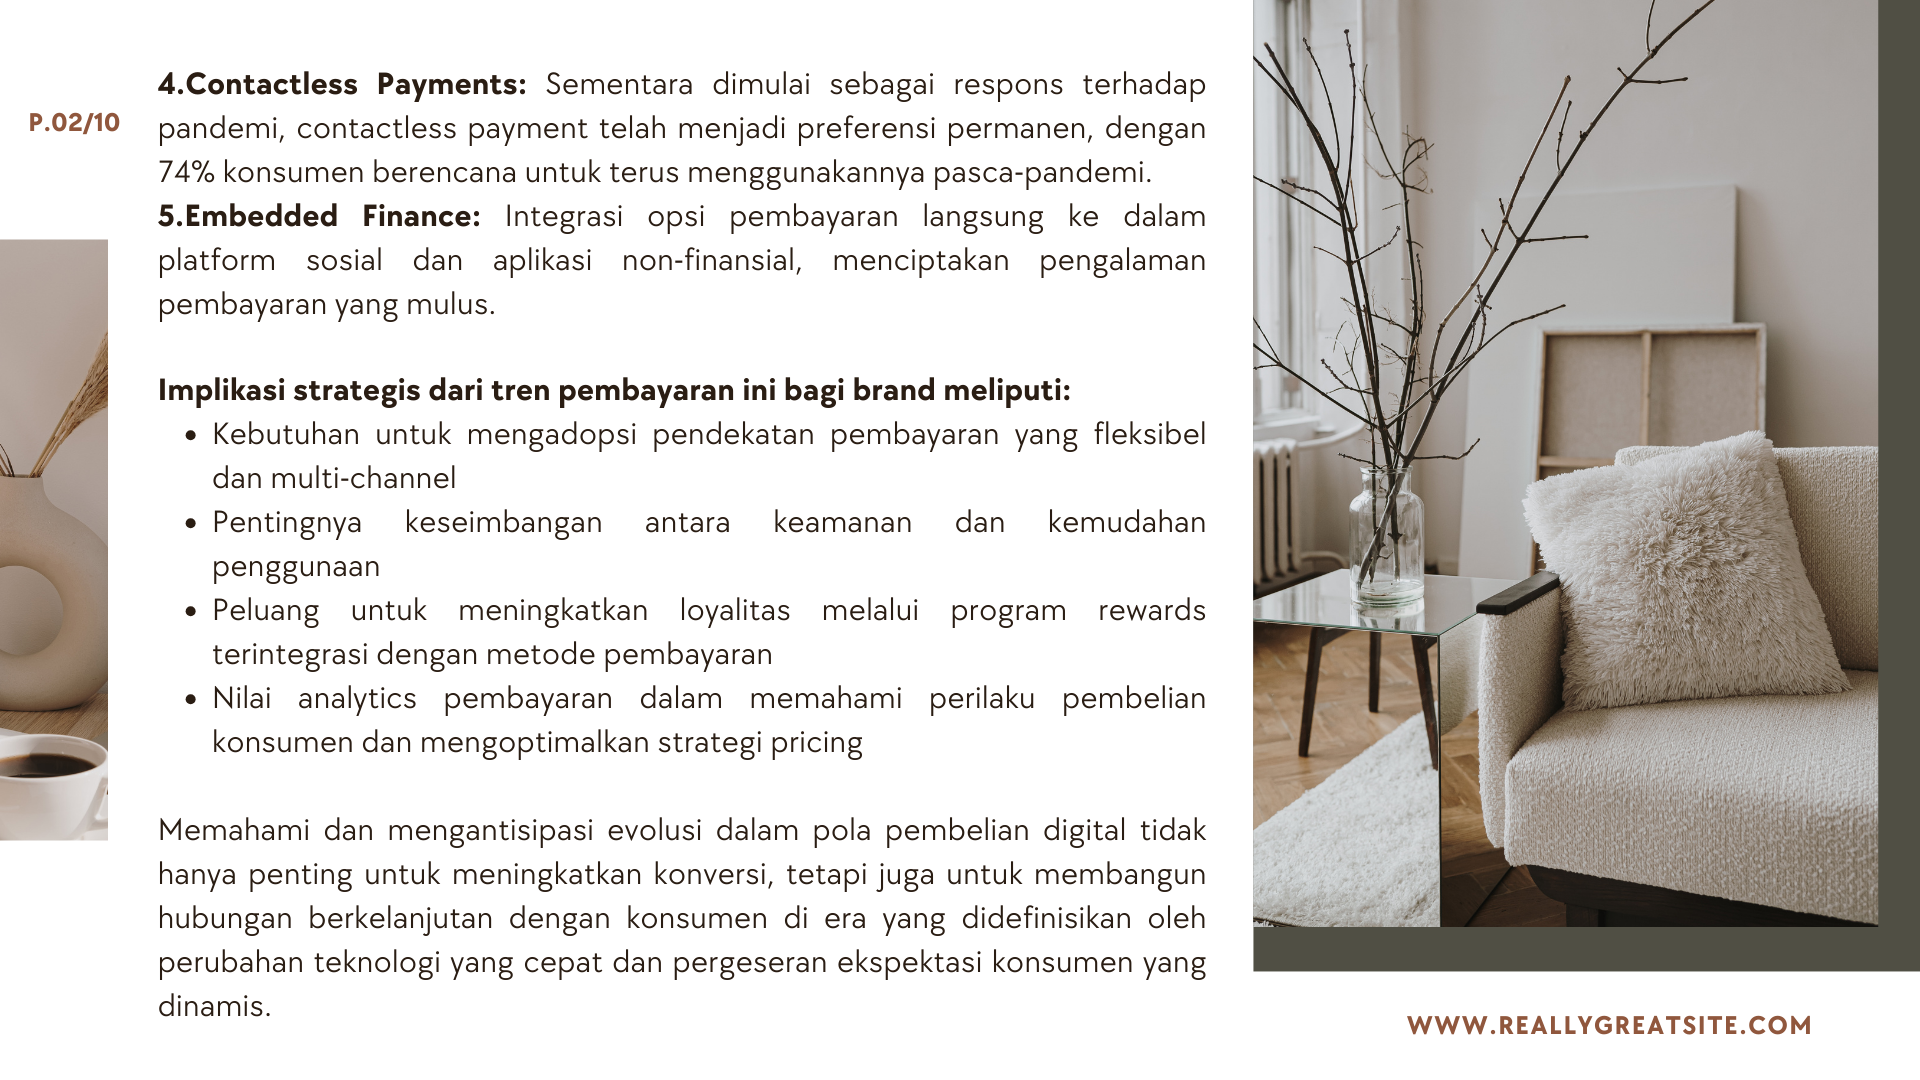 P.02/10
4.Contactless Payments: Sementara dimulai sebagai respons terhadap
pandemi, contactless payment telah menjadi preferensi permanen, dengan
74% konsumen berencana untuk terus menggunakannya pasca-pandemi.
5.Embedded Finance: Integrasi opsi pembayaran langsung ke dalam
platform sosial dan aplikasi non-finansial, menciptakan pengalaman
pembayaran yang mulus.
Implikasi strategis dari tren pembayaran ini bagi brand meliputi:
• Kebutuhan untuk mengadopsi pendekatan pembayaran yang fleksibel
dan multi-channel
• Pentingnya keseimbangan antara keamanan dan kemudahan
penggunaan
• Peluang untuk meningkatkan loyalitas melalui program rewards
terintegrasi dengan metode pembayaran
• Nilai analytics pembayaran dalam memahami perilaku pembelian
konsumen dan mengoptimalkan strategi pricing
Memahami dan mengantisipasi evolusi dalam pola pembelian digital tidak
hanya penting untuk meningkatkan konversi, tetapi juga untuk membangun
hubungan berkelanjutan dengan konsumen di era yang didefinisikan oleh
perubahan teknologi yang cepat dan pergeseran ekspektasi konsumen yang
dinamis.
WWW.REALLYGREATSITE.COM